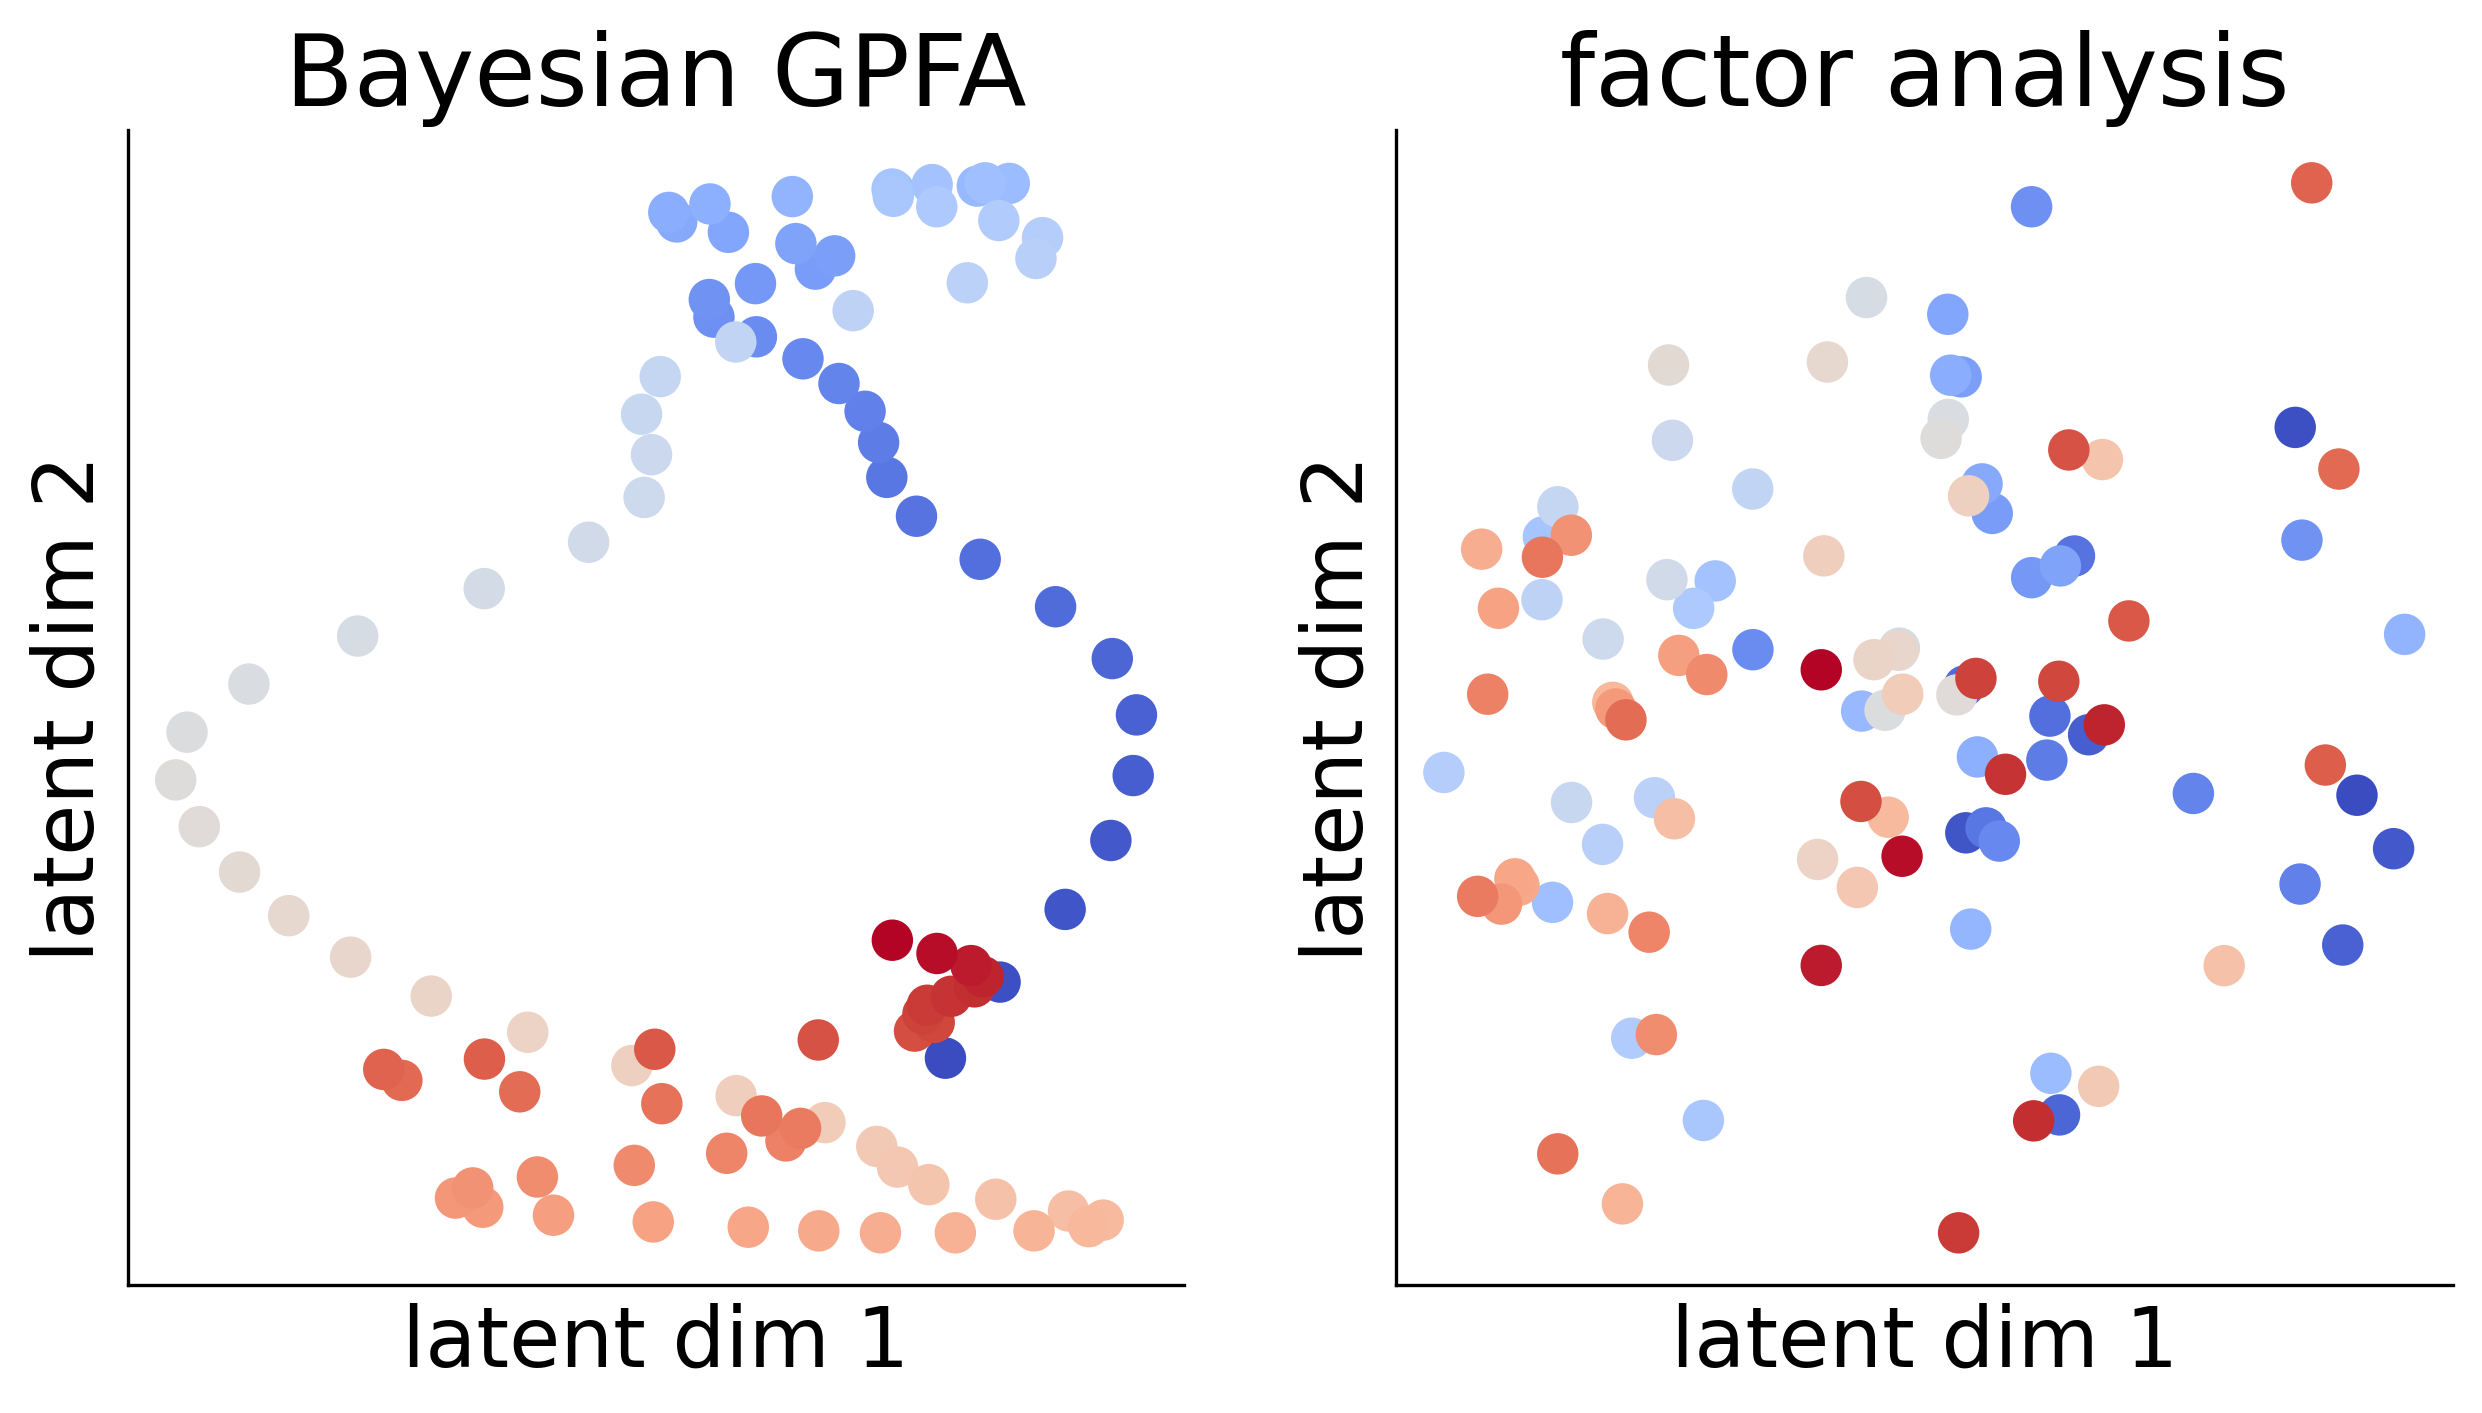 Bayesian GPFA
latent dim 2
latent dim 1
factor analysis
latent dim 2
latent dim 1